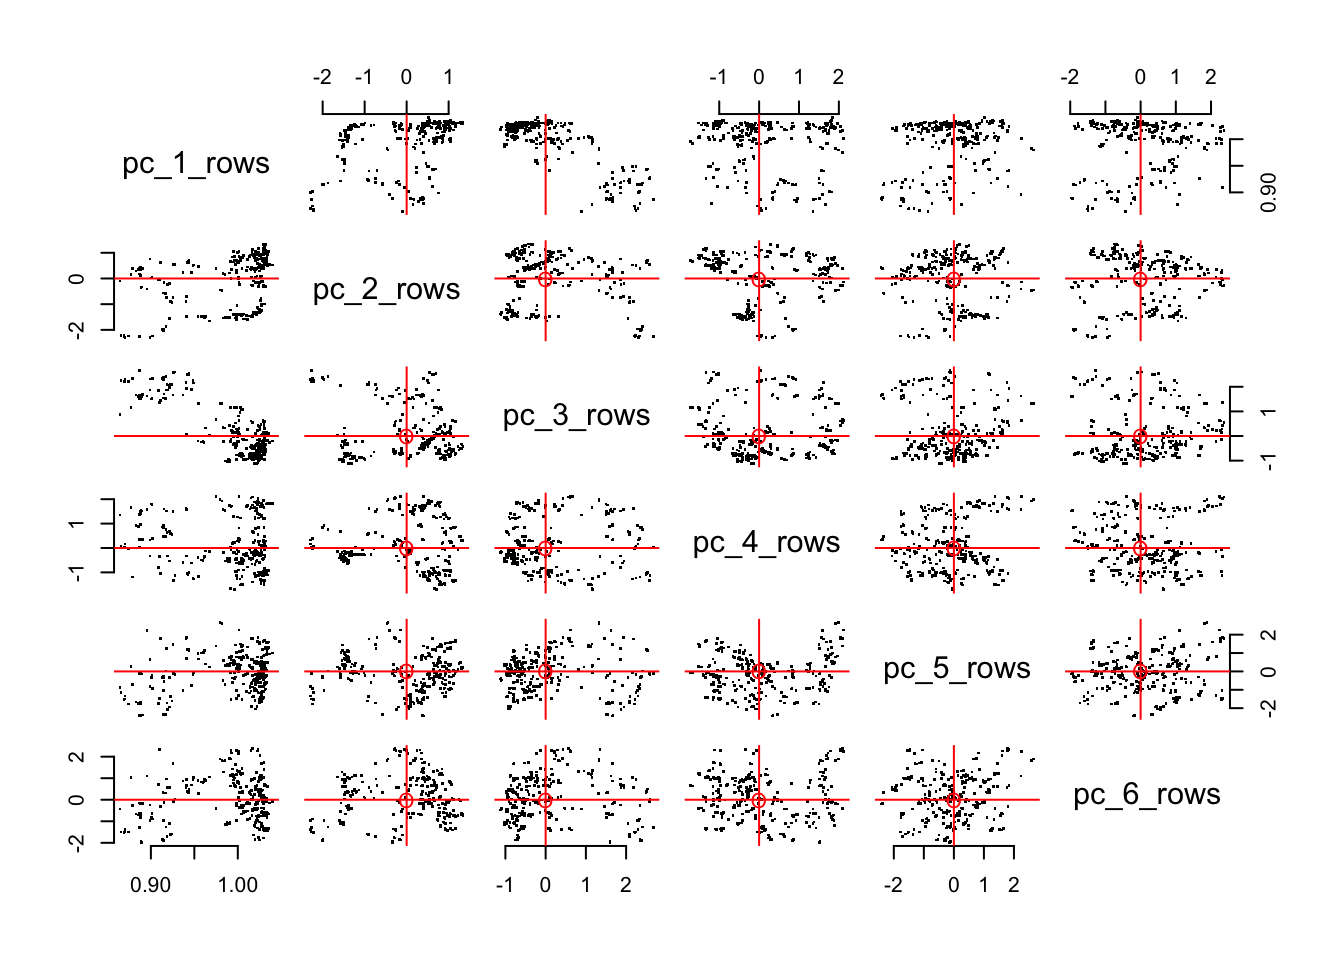 -2 -1 0 1
-1 0 1 2
-2 0 1 2
pc_1_rows
0.90
0
-2
pc_2_rows
pc_3_rows
1
-1
1
-1
pc_4_rows
pc_5_rows
2
0
-2
2
0
-2
pc_6_rows
0.90 1.00
-1 0 1 2
-2 0 1 2